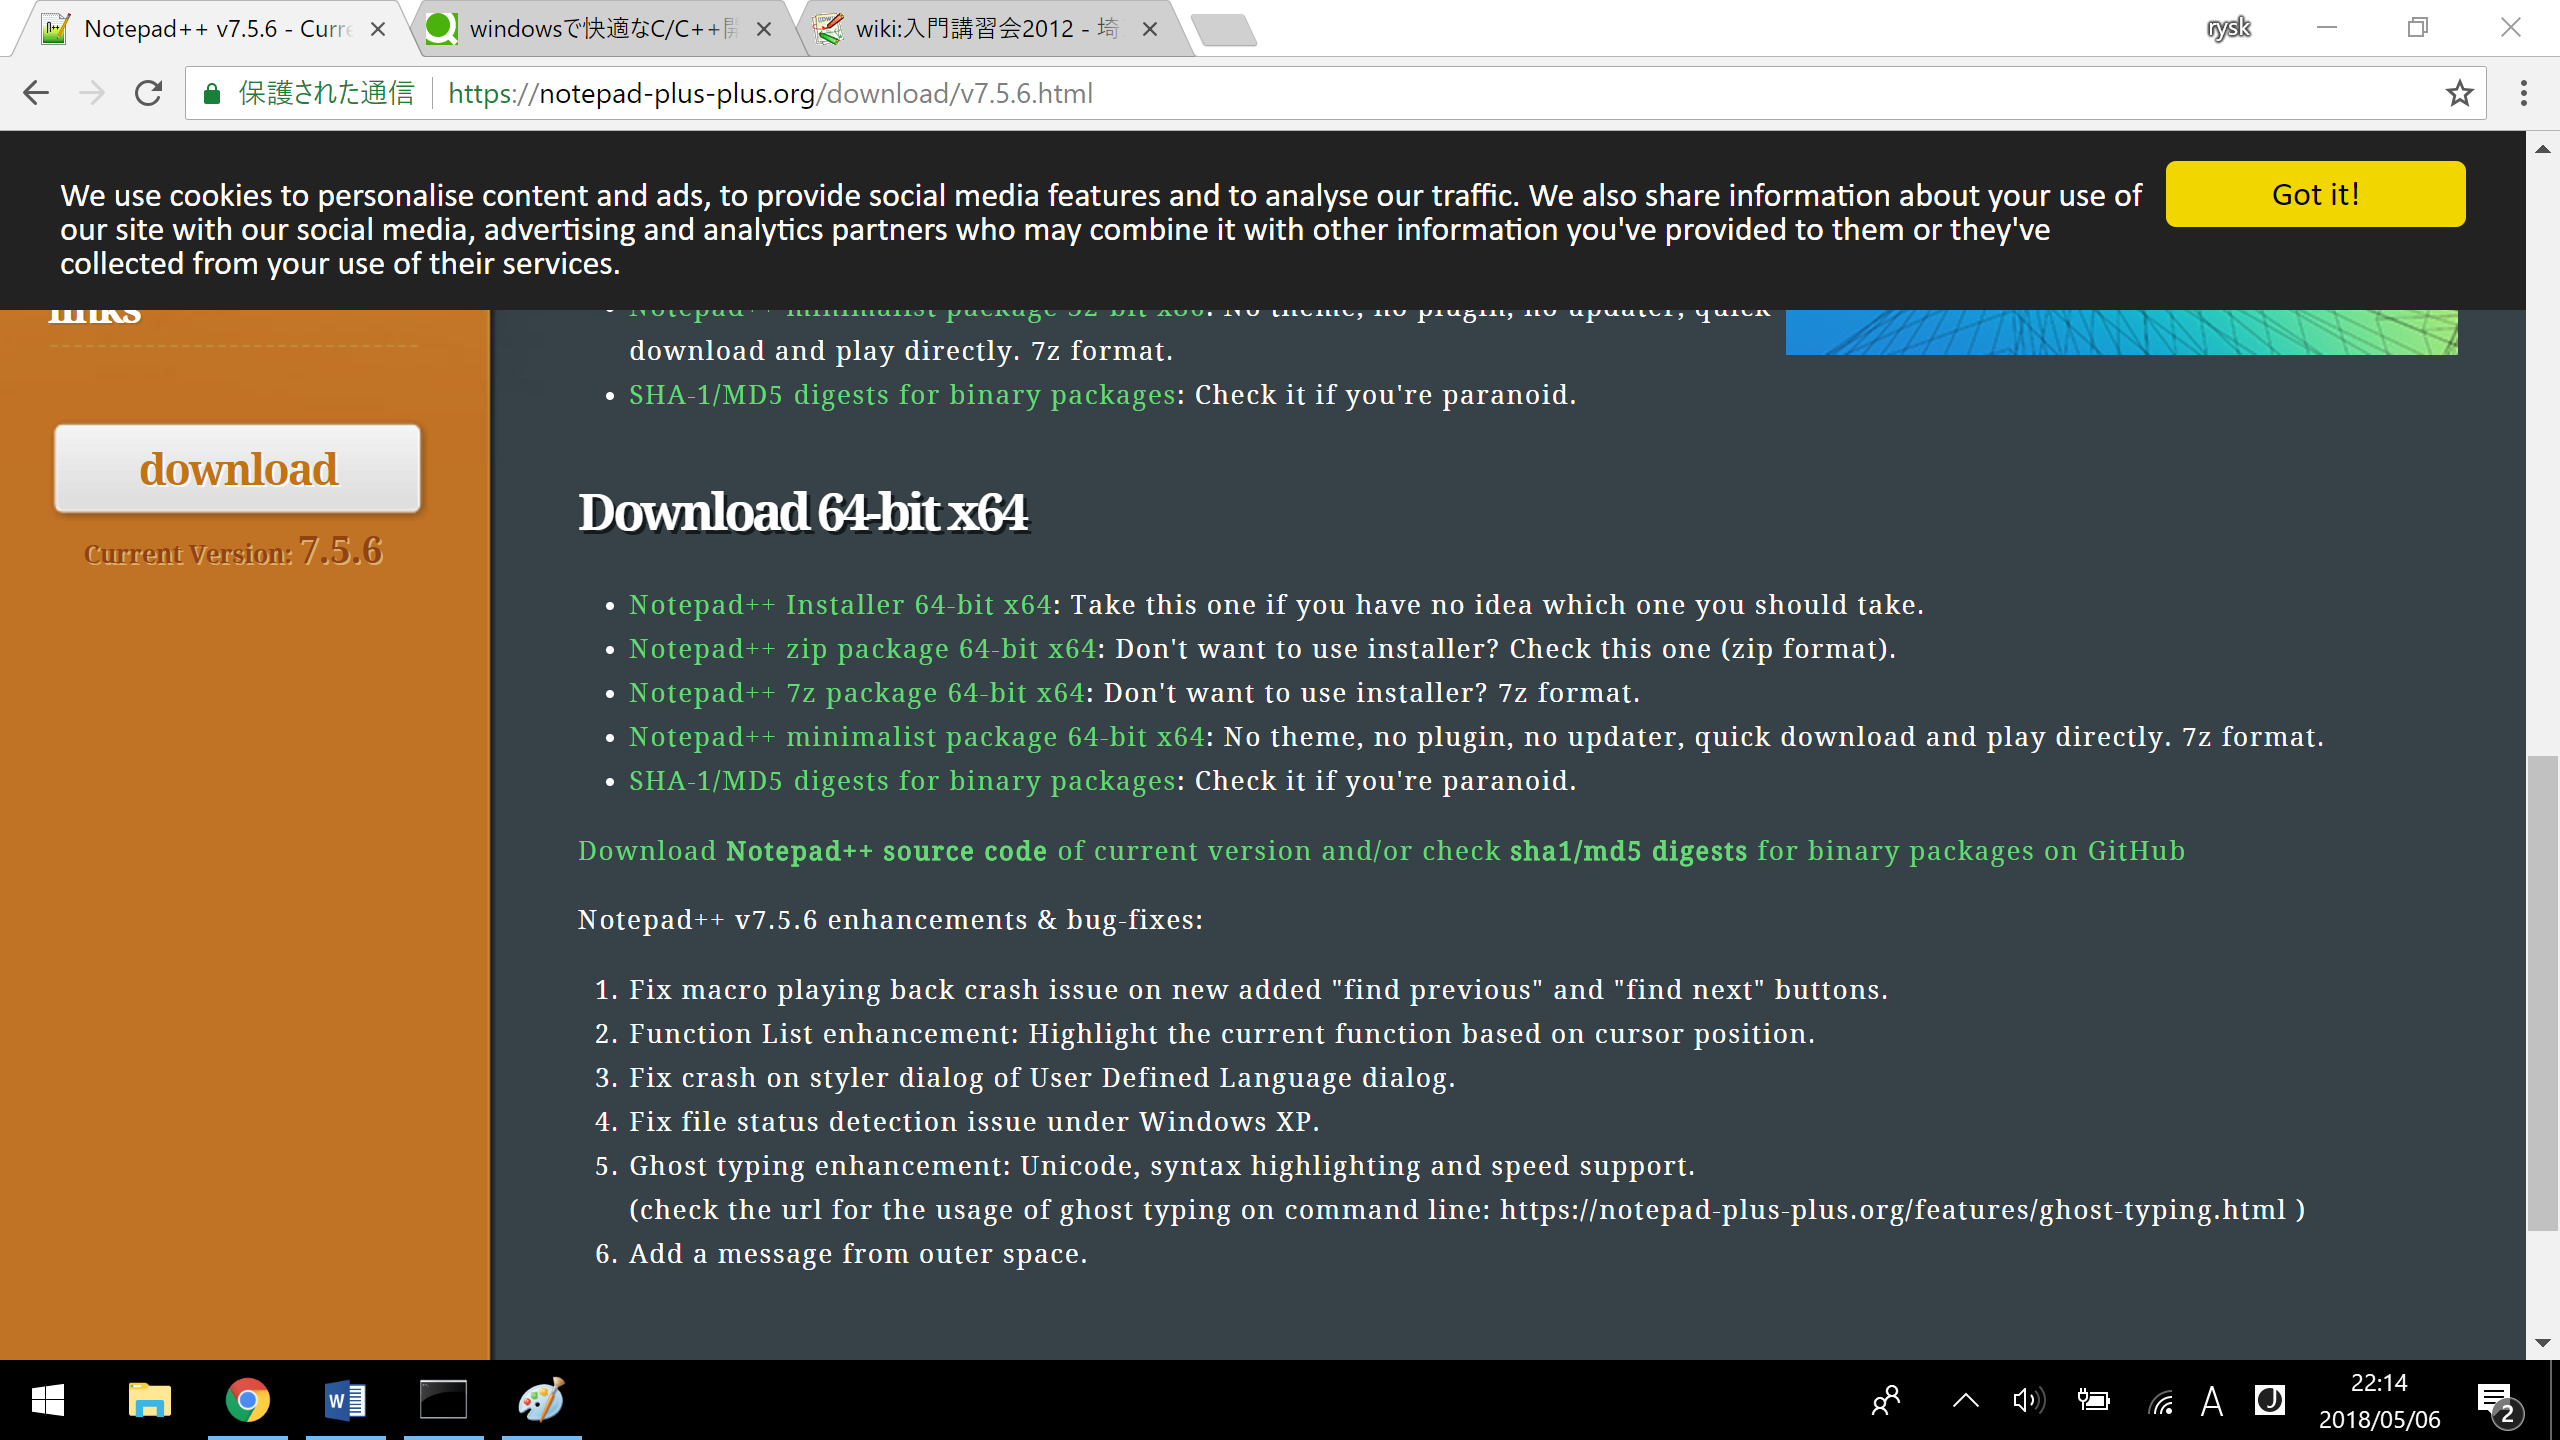 Notepad++ v7.5.6 - Curre
windowsで快適なC/C++開
wiki:入門講習会2012 - 埼
rysk
保護された通信
https://notepad-plus-plus.org/download/v7.5.6.html
We use cookies to personalise content and ads, to provide social media features and to analyse our traffic. We also share information about your use of
our site with our social media, advertising and analytics partners who may combine it with other information you've provided to them or they've
collected from your use of their services.
Got it!
links
download
Current Version: 7.5.6
Notepad++ minimalist package 32-bit x86: No theme, no plugin, no updater, quick
download and play directly. 7z format.
• SHA-1/MD5 digests for binary packages: Check it if you're paranoid.
Download 64-bit x64
• Notepad++ Installer 64-bit x64: Take this one if you have no idea which one you should take.
• Notepad++ zip package 64-bit x64: Don't want to use installer? Check this one (zip format).
• Notepad++ 7z package 64-bit x64: Don't want to use installer? 7z format.
• Notepad++ minimalist package 64-bit x64: No theme, no plugin, no updater, quick download and play directly. 7z format.
• SHA-1/MD5 digests for binary packages: Check it if you're paranoid.
Download Notepad++ source code of current version and/or check sha1/md5 digests for binary packages on GitHub
Notepad++ v7.5.6 enhancements & bug-fixes:
1. Fix macro playing back crash issue on new added "find previous" and "find next" buttons.
2. Function List enhancement: Highlight the current function based on cursor position.
3. Fix crash on styler dialog of User Defined Language dialog.
4. Fix file status detection issue under Windows XP.
5. Ghost typing enhancement: Unicode, syntax highlighting and speed support.
(check the url for the usage of ghost typing on command line: https://notepad-plus-plus.org/features/ghost-typing.html )
6. Add a message from outer space.
A
J
22:14
2018/05/06
2